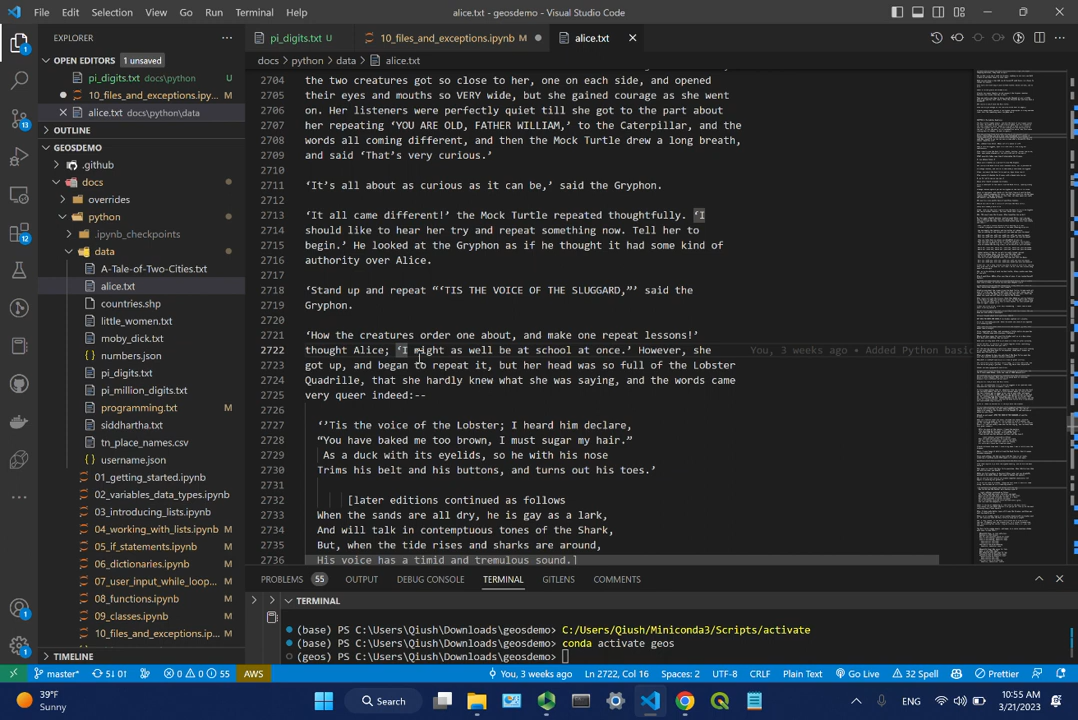 File Edit Selection View Go Run Terminal Help
alice.txt - geosdemo - Visual Studio Code
EXPLORER
OPEN EDITORS 1 unsaved
pi_digits.txt docs\python U
10_files_and_exceptions.ipy... M
alice.txt docs\python\data
OUTLINE
GEOSDEMO
.github
docs
overrides
python
.ipynb_checkpoints
data
A-Tale-of-Two-Cities.txt
alice.txt
countries.shp
little_women.txt
moby_dick.txt
numbers.json
pi_digits.txt
pi_million_digits.txt
programming.txt M
siddhartha.txt
tn_place_names.csv
username.json
01_getting_started.ipynb
02_variables_data_types.ipynb
03_introducing_lists.ipynb
04_working_with_lists.ipynb M
05_if_statements.ipynb M
06_dictionaries.ipynb M
07_user_input_while_loop... M
08_functions.ipynb M
09_classes.ipynb M
10_files_and_exceptions.ip... M
TIMELINE
pi_digits.txt U
10_files_and_exceptions.ipynb M
alice.txt
docs > python > data > alice.txt
2704 the two creatures got so close to her, one on each side, and opened
2705 their eyes and mouths so VERY wide, but she gained courage as she went
2706 on. Her listeners were perfectly quiet till she got to the part about
2707 her repeating ‘YOU ARE OLD, FATHER WILLIAM,’ to the Caterpillar, and the
2708 words all coming different, and then the Mock Turtle drew a long breath,
2709 and said ‘That’s very curious.’
2710
2711 ‘It’s all about as curious as it can be,’ said the Gryphon.
2712
2713 ‘It all came different!’ the Mock Turtle repeated thoughtfully. ‘I
2714 should like to hear her try and repeat something now. Tell her to
2715 begin.’ He looked at the Gryphon as if he thought it had some kind of
2716 authority over Alice.
2717
2718 ‘Stand up and repeat “‘TIS THE VOICE OF THE SLUGGARD,”’ said the
2719 Gryphon.
2720
2721 ‘How the creatures order one about, and make one repeat lessons!’
2722 thought Alice; ‘I might as well be at school at once.’ However, she You, 3 weeks ago • Added Python basic
2723 got up, and began to repeat it, but her head was so full of the Lobster
2724 Quadrille, that she hardly knew what she was saying, and the words came
2725 very queer indeed:--
2726
2727 ‘’Tis the voice of the Lobster; I heard him declare,
2728 “You have baked me too brown, I must sugar my hair.”
2729 As a duck with its eyelids, so he with his nose
2730 Trims his belt and his buttons, and turns out his toes.’
2731
2732 [later editions continued as follows
2733 When the sands are all dry, he is gay as a lark,
2734 And will talk in contemptuous tones of the Shark,
2735 But, when the tide rises and sharks are around,
2736 His voice has a timid and tremulous sound.]
PROBLEMS 55 OUTPUT DEBUG CONSOLE TERMINAL GITLENS COMMENTS
TERMINAL
(base) PS C:\Users\Qiush\Downloads\geosdemo> C:/Users/Qiush/Miniconda3/Scripts/activate
(base) PS C:\Users\Qiush\Downloads\geosdemo> conda activate geos
(geos) PS C:\Users\Qiush\Downloads\geosdemo>
master* 5↓ 0↑ 0 0 55 AWS You, 3 weeks ago Ln 2722, Col 16 Spaces: 2 UTF-8 CRLF Plain Text Go Live 32 Spell Prettier
39°F
Sunny
Search
ENG
10:55 AM
3/21/2023